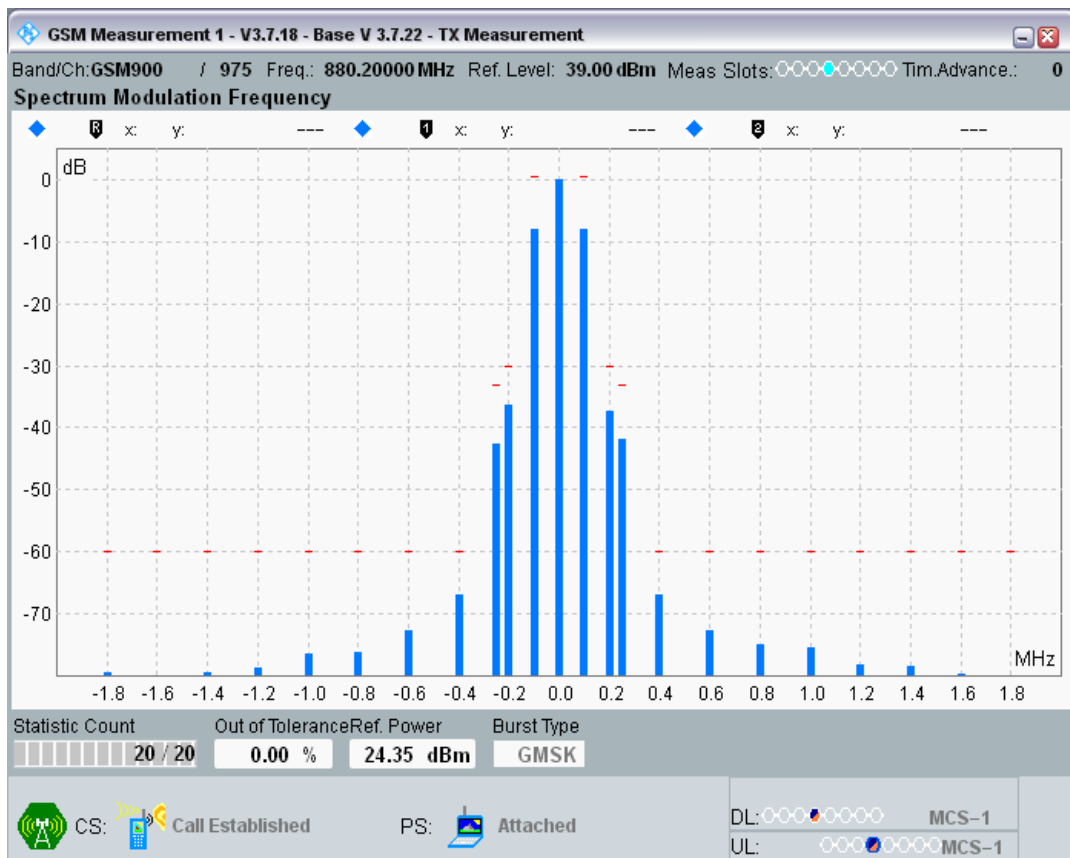 GSM Measurement 1 - V3.7.18 - Base V 3.7.22 - TX Measurement
Band/Ch:GSM900 / 975 Freq.: 880.20000 MHz Ref. Level: 39.00 dBm Meas Slots: Tim.Advance.: 0
Spectrum Modulation Frequency
R x: y: --- 1 x: y: --- 2 x: y: ---
dB
0
-10
-20
-30
-40
-50
-60
-70
MHz
-1.8 -1.6 -1.4 -1.2 -1.0 -0.8 -0.6 -0.4 -0.2 0.0 0.2 0.4 0.6 0.8 1.0 1.2 1.4 1.6 1.8
Statistic Count Out of Tolerance Ref. Power Burst Type
20 / 20 0.00 % 24.35 dBm GMSK
CS: Call Established PS: Attached
DL: MCS-1
UL: MCS-1